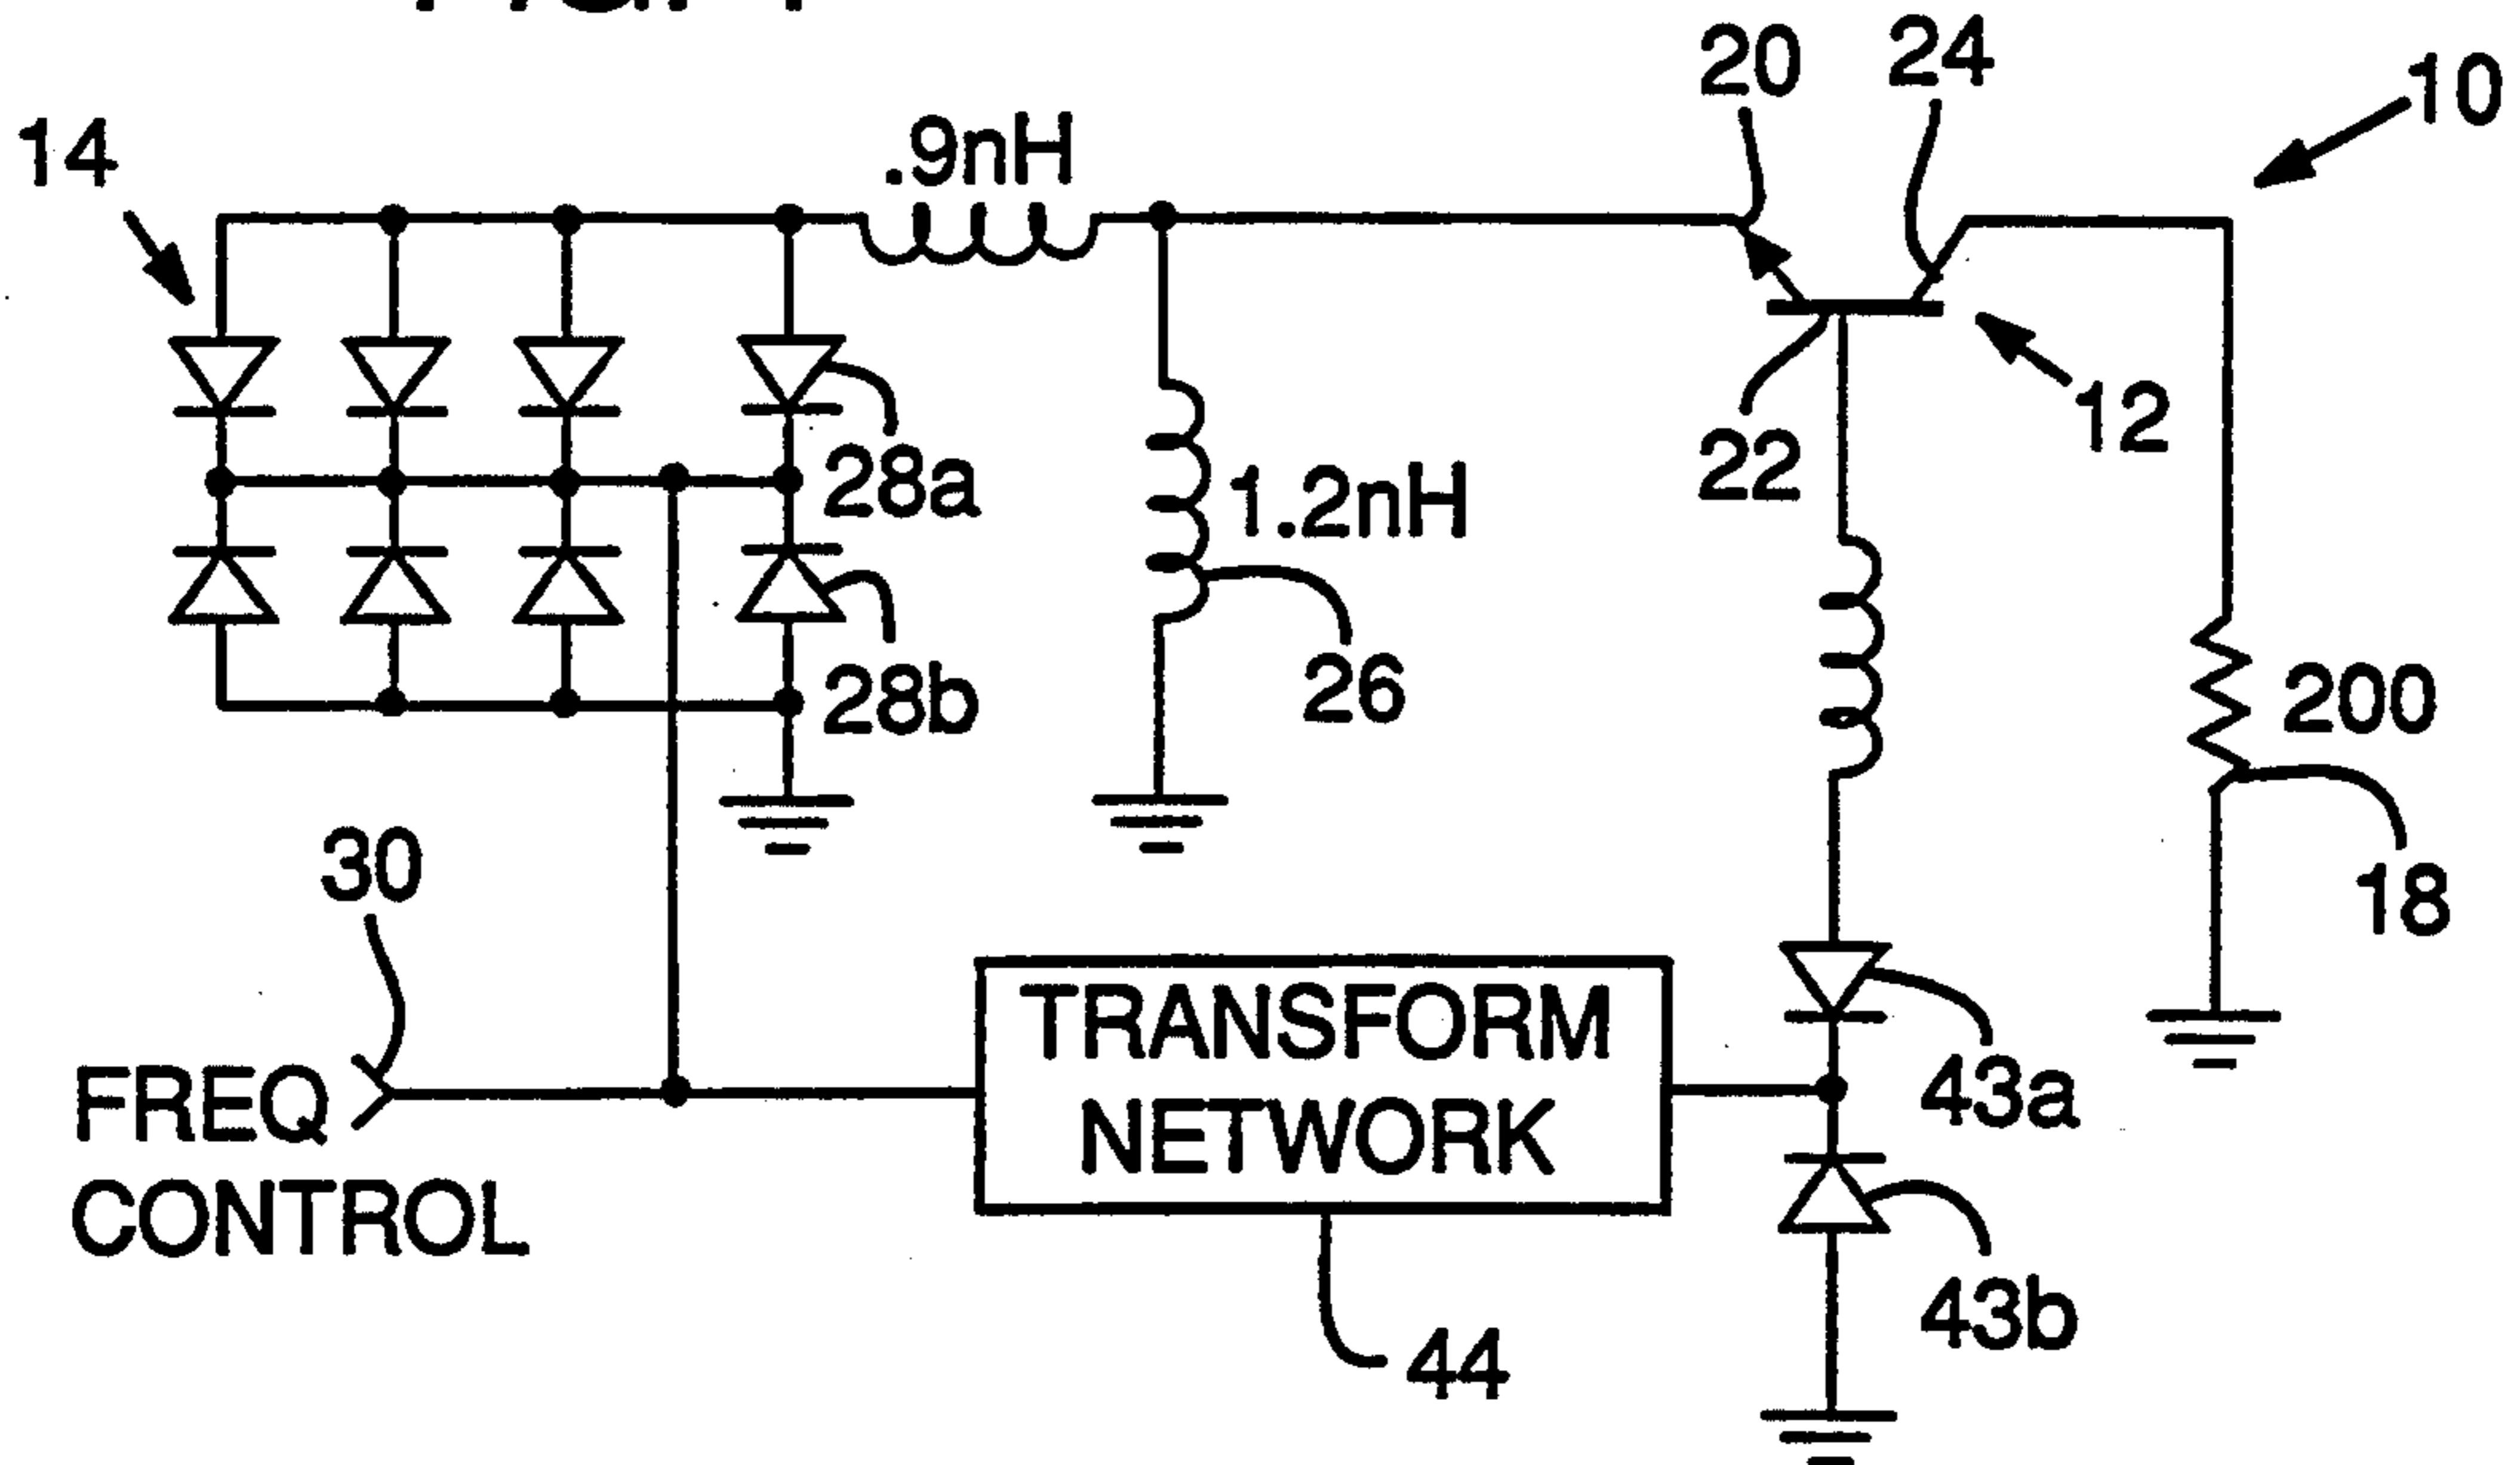 20
24
10
14
.9nH
12
22
28a
1.2nH
28b
26
200
30
18
TRANSFORM
NETWORK
FREQ
CONTROL
43a
43b
44